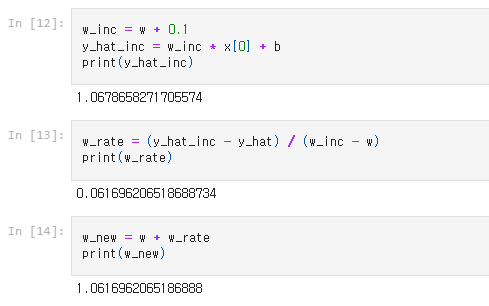 In [12]:
w_inc = w + 0.1
y_hat_inc = w_inc * x[0] + b
print(y_hat_inc)
1.0678658271705574
In [13]:
w_rate = (y_hat_inc - y_hat) / (w_inc - w)
print(w_rate)
0.061696206518688734
In [14]:
w_new = w + w_rate
print(w_new)
1.0616962065186888